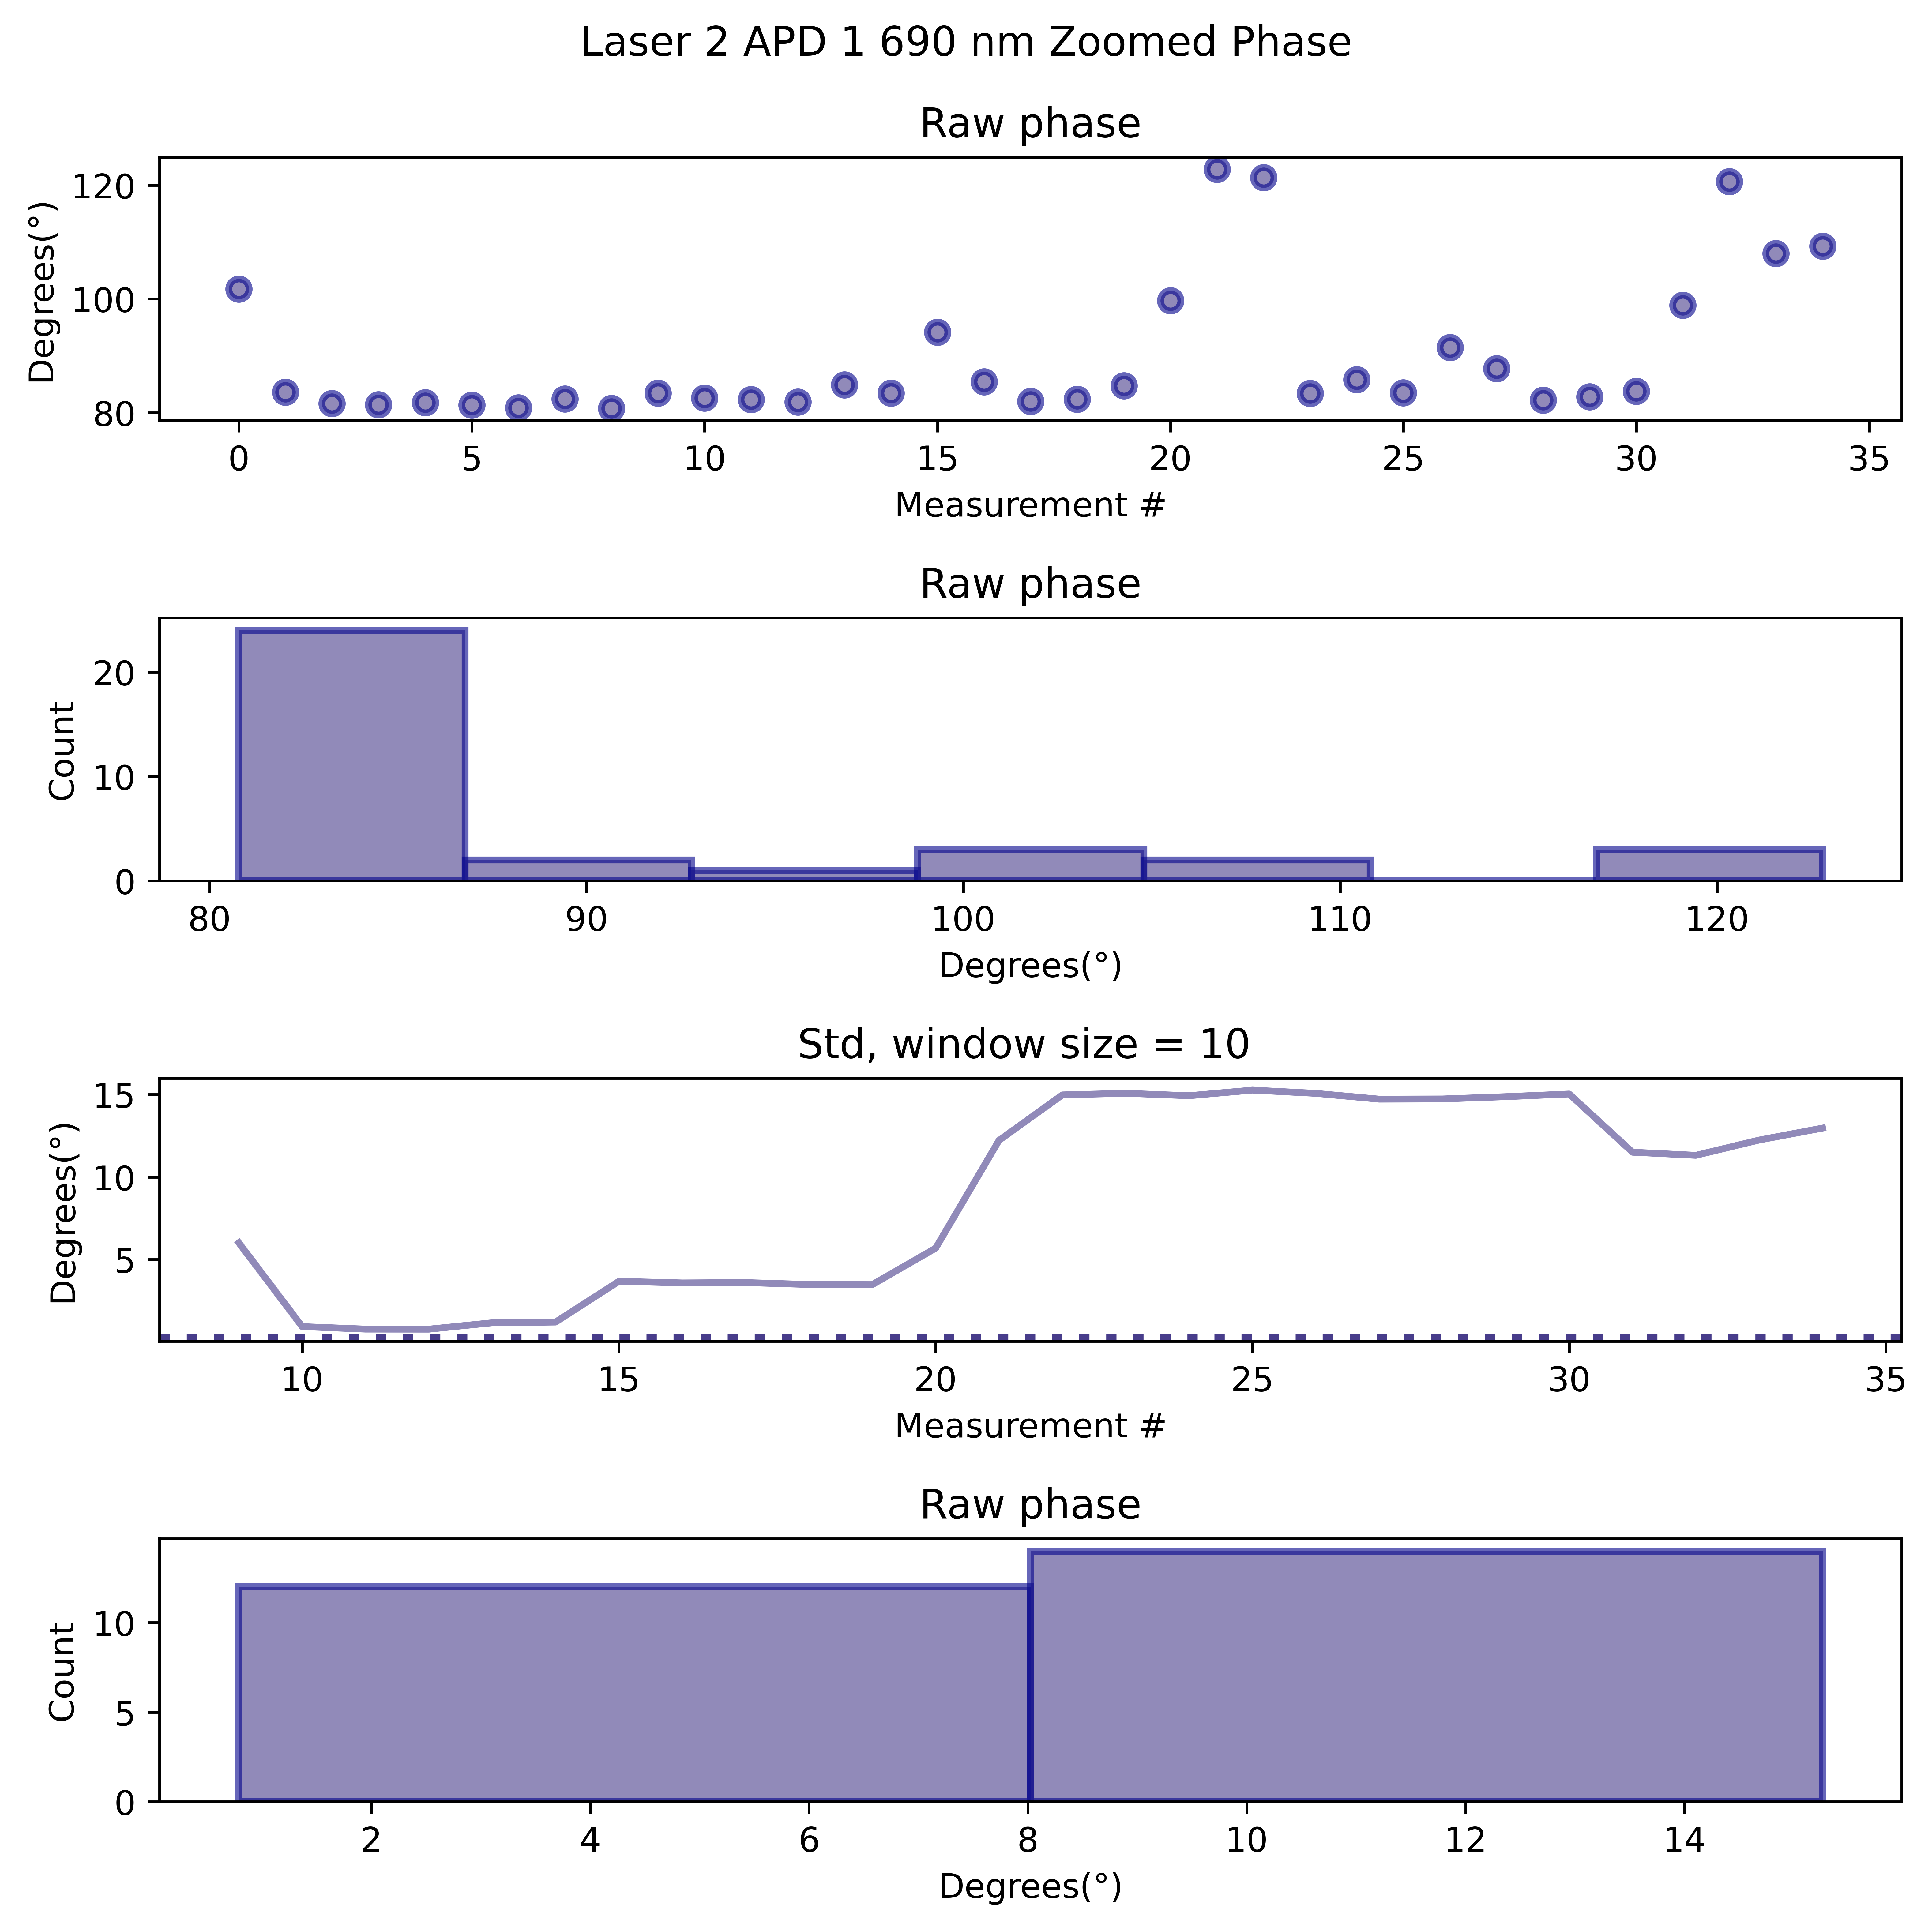 Laser 2 APD 1 690 nm Zoomed Phase
Raw phase
Degrees(°)
120
100
80
0 5 10 15 20 25 30 35
Measurement #
Raw phase
Count
20
10
0
80 90 100 110 120
Degrees(°)
Std, window size = 10
Degrees(°)
15
10
5
10 15 20 25 30 35
Measurement #
Raw phase
Count
10
5
0
2 4 6 8 10 12 14
Degrees(°)